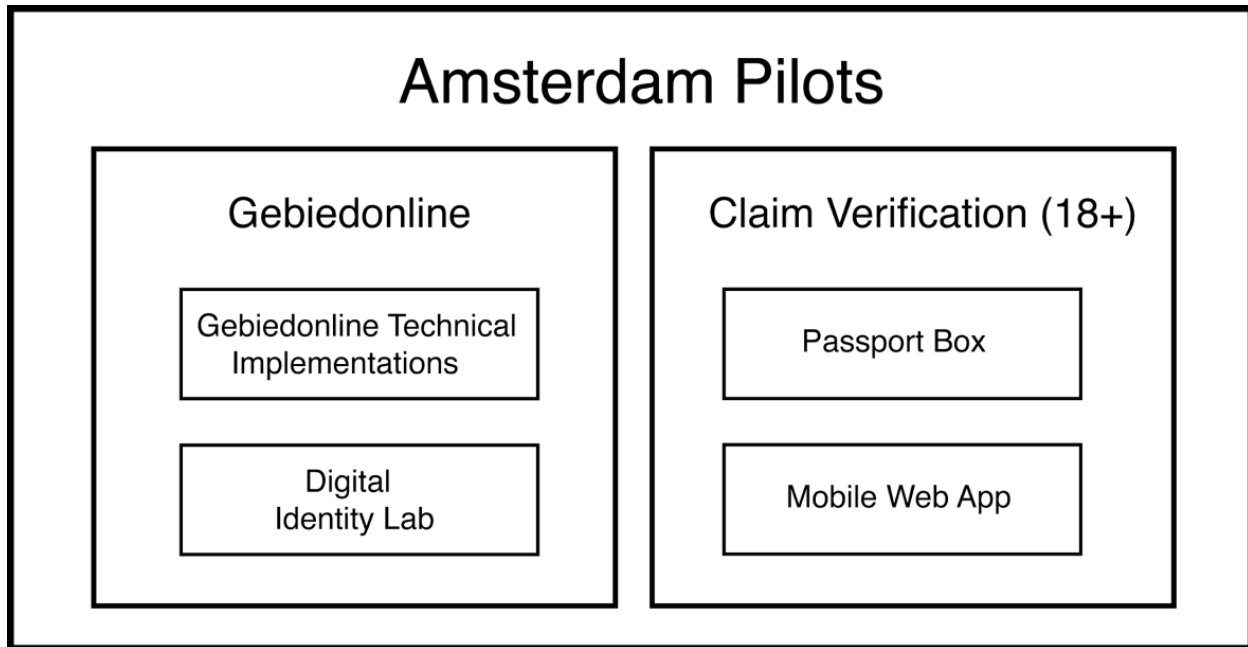 Amsterdam Pilots
Gebiedonline
Gebiedonline Technical
Implementations
Digital
Identity Lab
Claim Verification (18+)
Passport Box
Mobile Web App